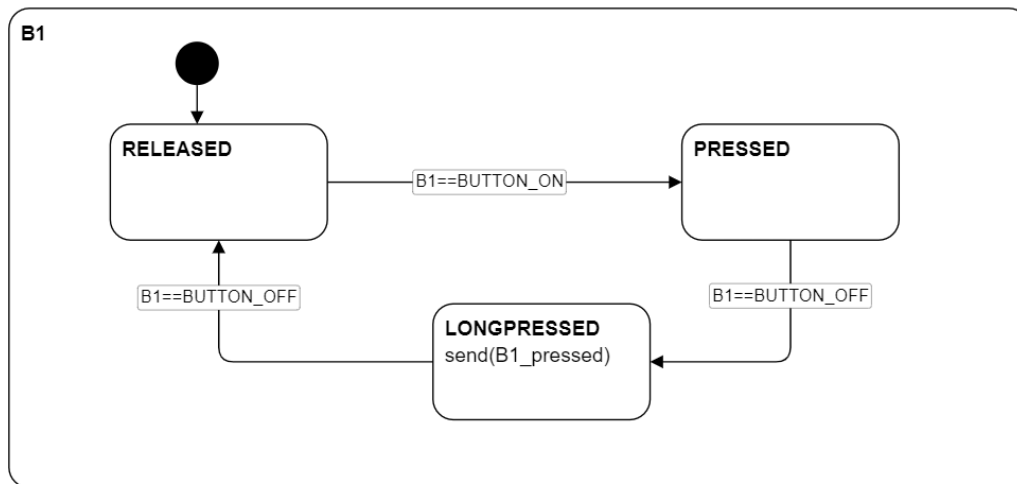 B1
RELEASED
PRESSED
B1==BUTTON_ON
B1==BUTTON_OFF
B1==BUTTON_OFF
LONGPRESSED
send(B1_pressed)